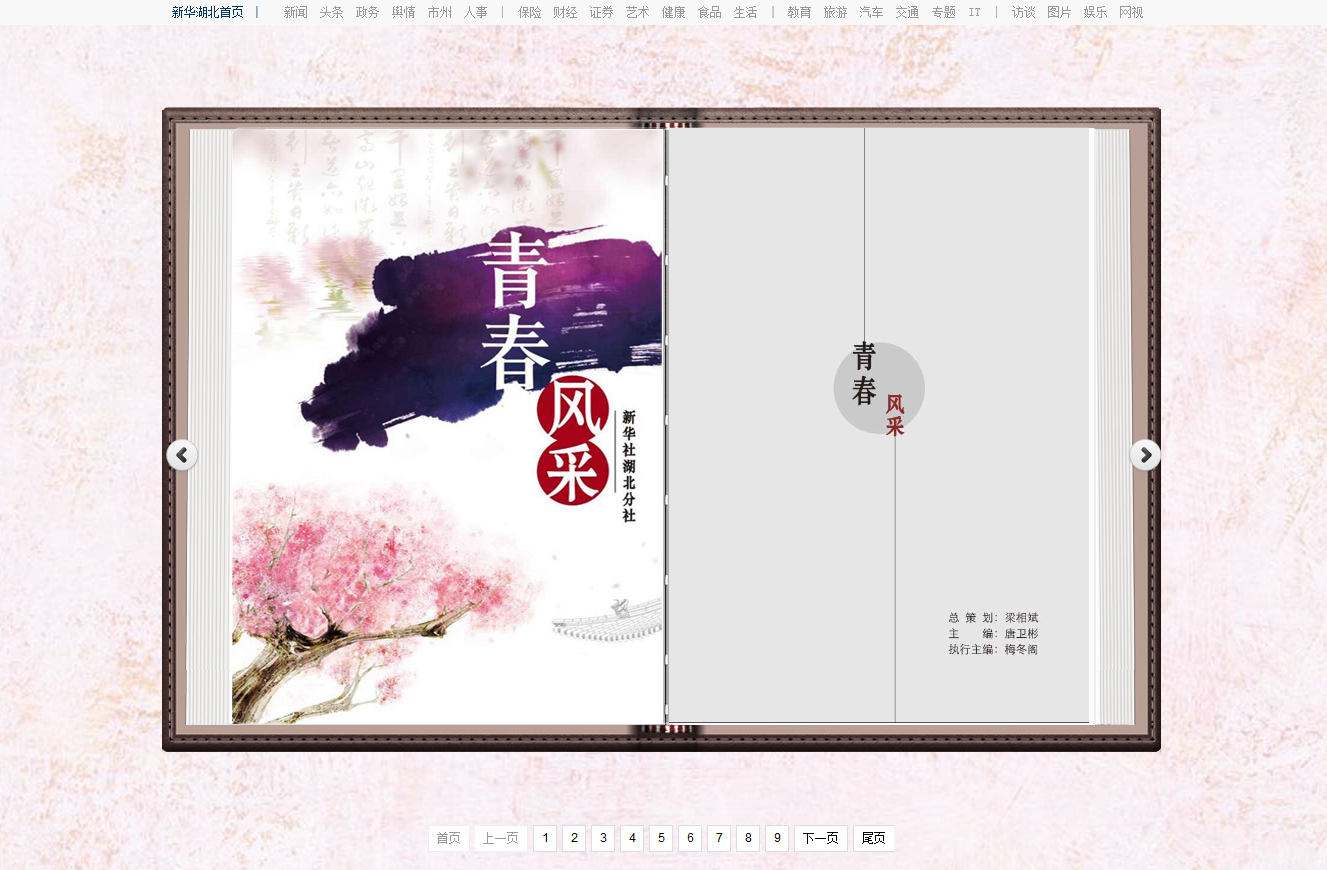 新华湖北首页 | 新闻 头条 政务 舆情 市州 人事 | 保险 财经 证券 艺术 健康 食品 生活 | 教育 旅游 汽车 交通 专题 IT | 访谈 图片 娱乐 网视
青春
风采
新华社湖北分社
青春
风采
总 策 划：梁相斌
主 编：唐卫彬
执行主编：梅冬阁
首页 上一页 1 2 3 4 5 6 7 8 9 下一页 尾页